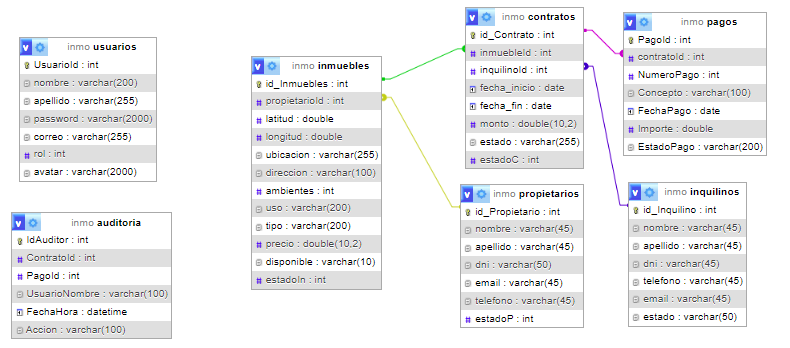 inmo usuarios
UsuarioId : int
nombre : varchar(200)
apellido : varchar(255)
password : varchar(2000)
correo : varchar(255)
rol : int
avatar : varchar(2000)
inmo auditoria
IdAuditor : int
ContratoId : int
PagoId : int
UsuarioNombre : varchar(100)
FechaHora : datetime
Accion : varchar(100)
inmo inmuebles
id_Inmuebles : int
propietarioId : int
latitud : double
longitud : double
ubicacion : varchar(255)
direccion : varchar(100)
ambientes : int
uso : varchar(200)
tipo : varchar(200)
precio : double(10,2)
disponible : varchar(10)
estadoIn : int
inmo contratos
id_Contrato : int
inmuebleId : int
inquilinoId : int
fecha_inicio : date
fecha_fin : date
monto : double(10,2)
estado : varchar(255)
estadoC : int
inmo propietarios
id_Propietario : int
nombre : varchar(45)
apellido : varchar(45)
dni : varchar(50)
email : varchar(45)
telefono : varchar(45)
estadoP : int
inmo pagos
PagoId : int
contratoId : int
NumeroPago : int
Concepto : varchar(100)
FechaPago : date
Importe : double
EstadoPago : varchar(200)
inmo inquilinos
id_Inquilino : int
nombre : varchar(45)
apellido : varchar(45)
dni : varchar(45)
telefono : varchar(45)
email : varchar(45)
estado : varchar(50)